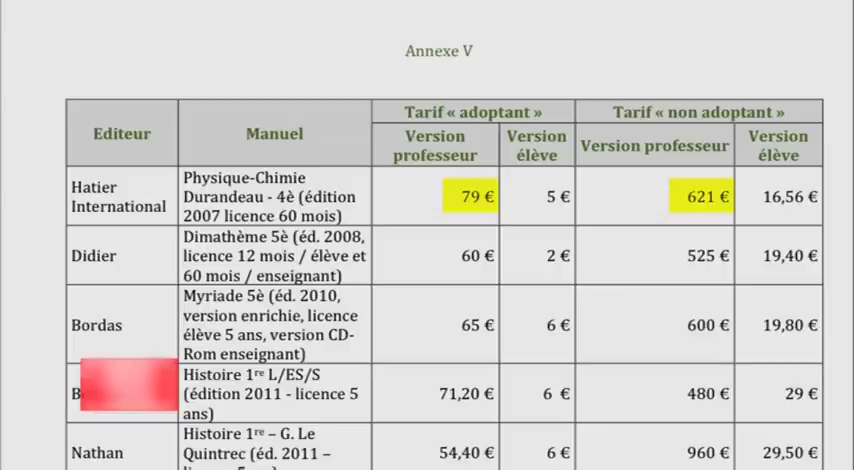 Annexe V
Tarif « adoptant » Tarif « non adoptant »
Editeur Manuel Version professeur Version élève Version professeur Version élève
Hatier International
Physique-Chimie
Durandeau - 4è (édition
2007 licence 60 mois)
79 € 5 € 621 € 16,56 €
Didier
Dimathème 5è (éd. 2008,
licence 12 mois / élève et
60 mois / enseignant)
60 € 2 € 525 € 19,40 €
Bordas
Myriade 5è (éd. 2010,
version enrichie, licence
élève 5 ans, version CD-
Rom enseignant)
65 € 6 € 600 € 19,80 €
Histoire 1re L/ES/S
(édition 2011 - licence 5
ans)
71,20 € 6 € 480 € 29 €
Nathan
Histoire 1re – G. Le
Quintrec (éd. 2011 –
54,40 € 6 € 960 € 29,50 €